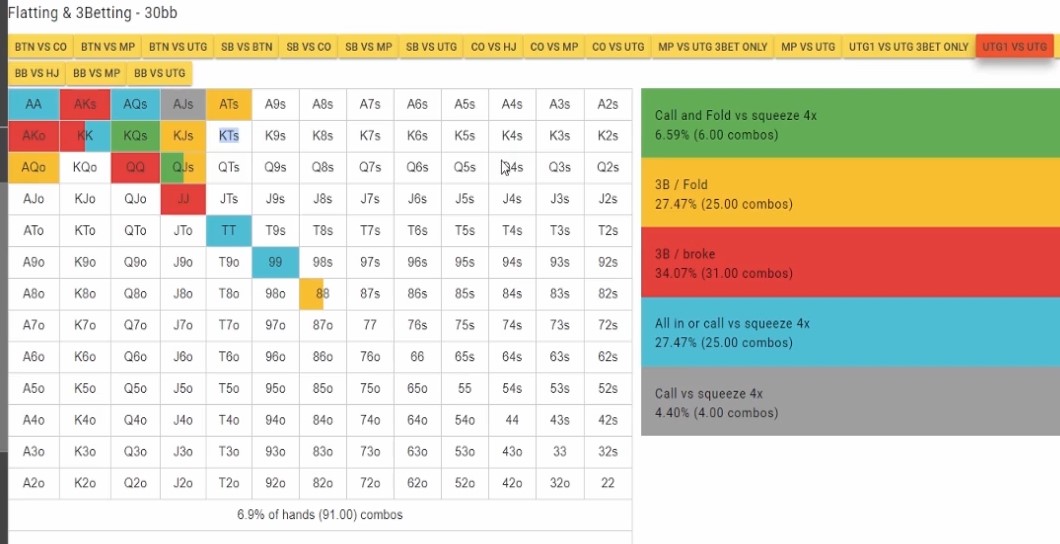 Flatting & 3Betting - 30bb
BTN VS CO BTN VS MP BTN VS UTG SB VS BTN SB VS CO SB VS MP SB VS UTG CO VS HJ CO VS MP CO VS UTG MP VS UTG 3BET ONLY MP VS UTG UTG1 VS UTG 3BET ONLY UTG1 VS UTG
BB VS HJ BB VS MP BB VS UTG
AA AKs AQs AJs ATs A9s A8s A7s A6s A5s A4s A3s A2s
AKo KK KQs KJs KTs K9s K8s K7s K6s K5s K4s K3s K2s
AQo KQo QQ QJs QTs Q9s Q8s Q7s Q6s Q5s Q4s Q3s Q2s
AJo KJo QJo JJ JTs J9s J8s J7s J6s J5s J4s J3s J2s
ATo KTo QTo JTo TT T9s T8s T7s T6s T5s T4s T3s T2s
A9o K9o Q9o J9o T9o 99 98s 97s 96s 95s 94s 93s 92s
A8o K8o Q8o J8o T8o 98o 88 87s 86s 85s 84s 83s 82s
A7o K7o Q7o J7o T7o 97o 87o 77 76s 75s 74s 73s 72s
A6o K6o Q6o J6o T6o 96o 86o 76o 66 65s 64s 63s 62s
A5o K5o Q5o J5o T5o 95o 85o 75o 65o 55 54s 53s 52s
A4o K4o Q4o J4o T4o 94o 84o 74o 64o 54o 44 43s 42s
A3o K3o Q3o J3o T3o 93o 83o 73o 63o 53o 43o 33 32s
A2o K2o Q2o J2o T2o 92o 82o 72o 62o 52o 42o 32o 22
6.9% of hands (91.00) combos
Call and Fold vs squeeze 4x
6.59% (6.00 combos)
3B / Fold
27.47% (25.00 combos)
3B / broke
34.07% (31.00 combos)
All in or call vs squeeze 4x
27.47% (25.00 combos)
Call vs squeeze 4x
4.40% (4.00 combos)